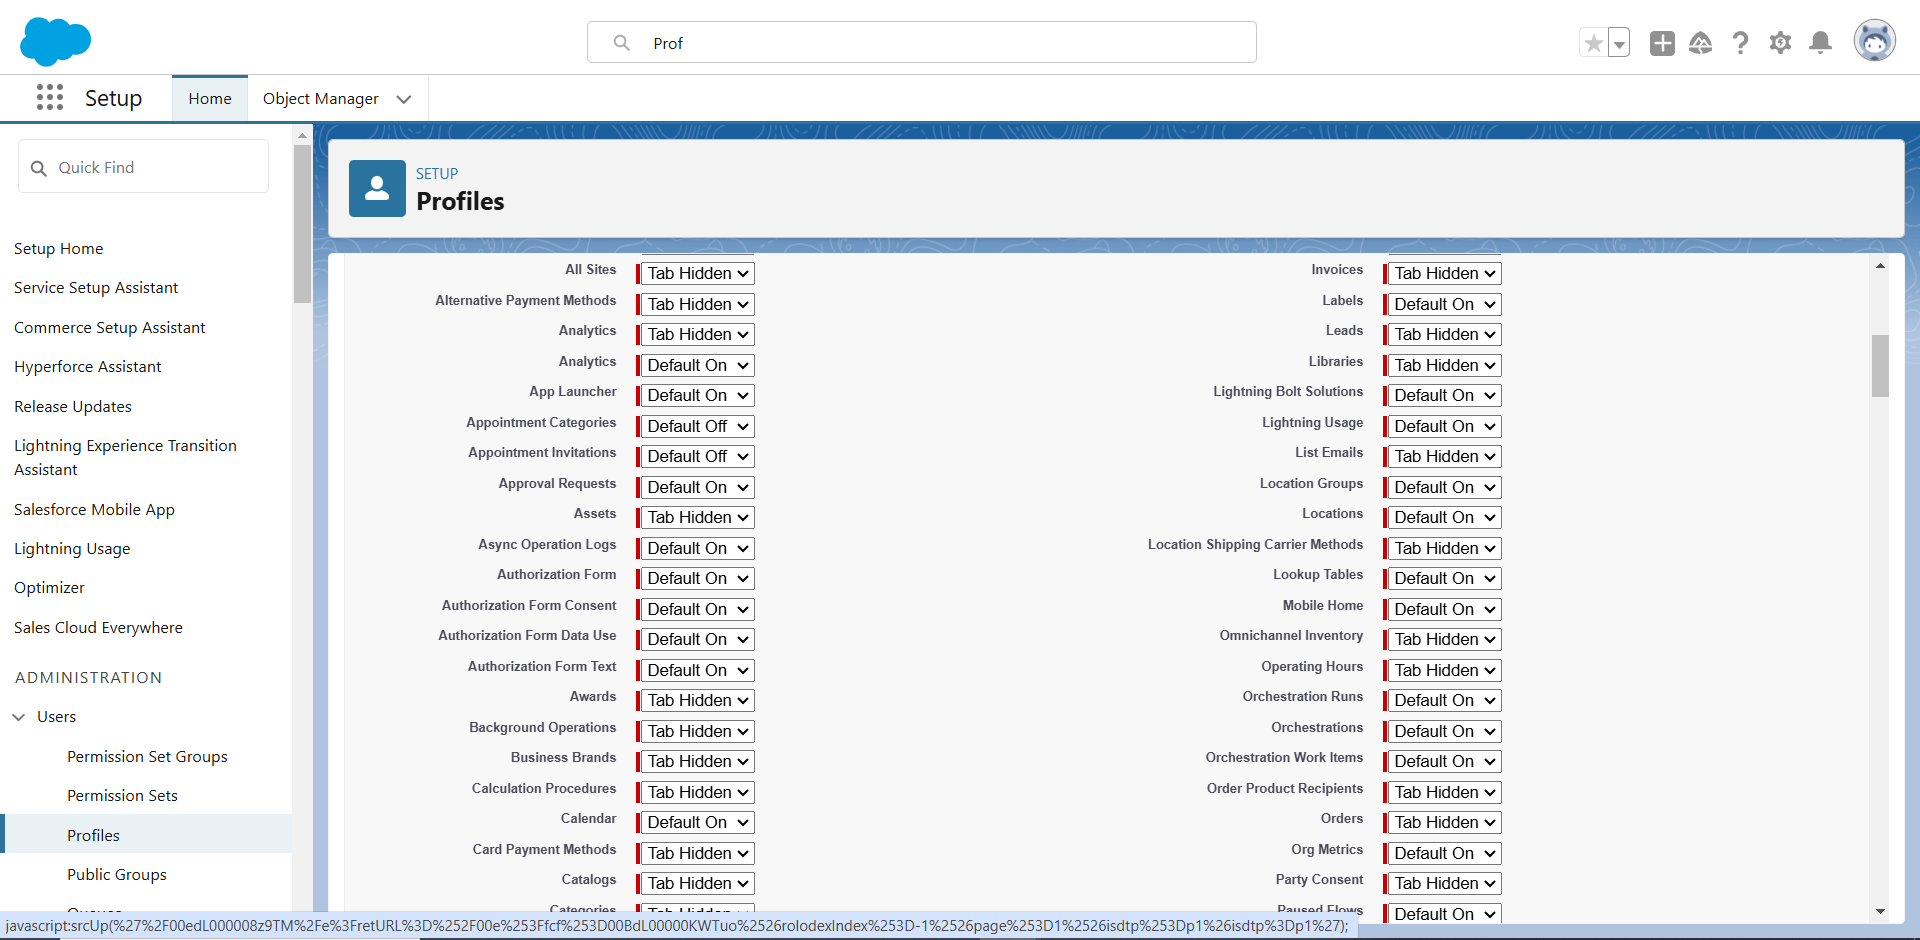 Prof
Setup
Home
Object Manager
Quick Find
Setup Home
Service Setup Assistant
Commerce Setup Assistant
Hyperforce Assistant
Release Updates
Lightning Experience Transition
Assistant
Salesforce Mobile App
Lightning Usage
Optimizer
Sales Cloud Everywhere
ADMINISTRATION
Users
Permission Set Groups
Permission Sets
Profiles
Public Groups
Queues
SETUP
Profiles
All Sites Tab Hidden Invoices Tab Hidden
Alternative Payment Methods Tab Hidden Labels Default On
Analytics Tab Hidden Leads Tab Hidden
Analytics Default On Libraries Tab Hidden
App Launcher Default On Lightning Bolt Solutions Default On
Appointment Categories Default Off Lightning Usage Default On
Appointment Invitations Default Off List Emails Tab Hidden
Approval Requests Default On Location Groups Default On
Assets Tab Hidden Locations Default On
Async Operation Logs Default On Location Shipping Carrier Methods Tab Hidden
Authorization Form Default On Lookup Tables Default On
Authorization Form Consent Default On Mobile Home Default On
Authorization Form Data Use Default On Omnichannel Inventory Tab Hidden
Authorization Form Text Default On Operating Hours Tab Hidden
Awards Tab Hidden Orchestration Runs Default On
Background Operations Tab Hidden Orchestrations Default On
Business Brands Tab Hidden Orchestration Work Items Default On
Calculation Procedures Tab Hidden Order Product Recipients Tab Hidden
Calendar Default On Orders Tab Hidden
Card Payment Methods Tab Hidden Org Metrics Default On
Catalogs Tab Hidden Party Consent Tab Hidden
Categories Tab Hidden Paused Flows Default On
javascript:srcUp(%27%2F00edL000008z9TM%2Fe%3FretURL%3D%252F00e%253Ffcf%253D00BdL00000KWTuo%2526rolodexIndex%253D-1%2526page%253D1%2526isdtp%253Dp1%26isdtp%3Dp1%27);